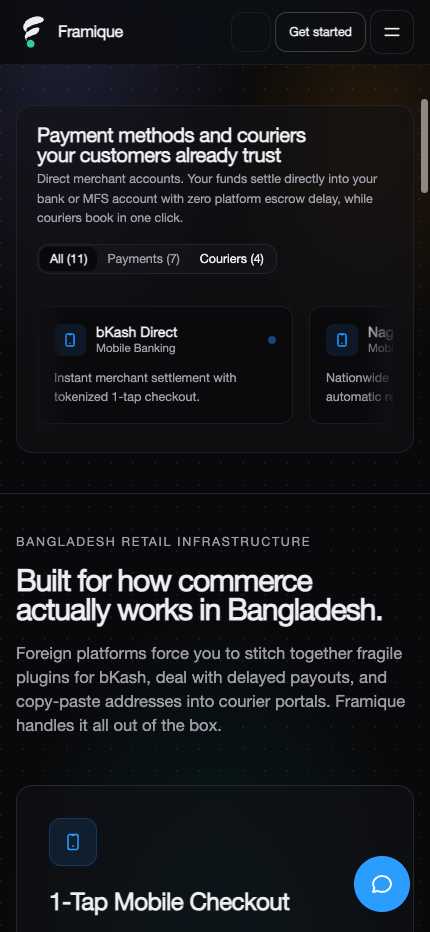 Framique
Get started
Payment methods and couriers
your customers already trust
Direct merchant accounts. Your funds settle directly into your
bank or MFS account with zero platform escrow delay, while
couriers book in one click.
All (11) Payments (7) Couriers (4)
bKash Direct
Mobile Banking
Instant merchant settlement with
tokenized 1-tap checkout.
Nationwide
automatic
BANGLADESH RETAIL INFRASTRUCTURE
Built for how commerce
actually works in Bangladesh.
Foreign platforms force you to stitch together fragile
plugins for bKash, deal with delayed payouts, and
copy-paste addresses into courier portals. Framique
handles it all out of the box.
1-Tap Mobile Checkout